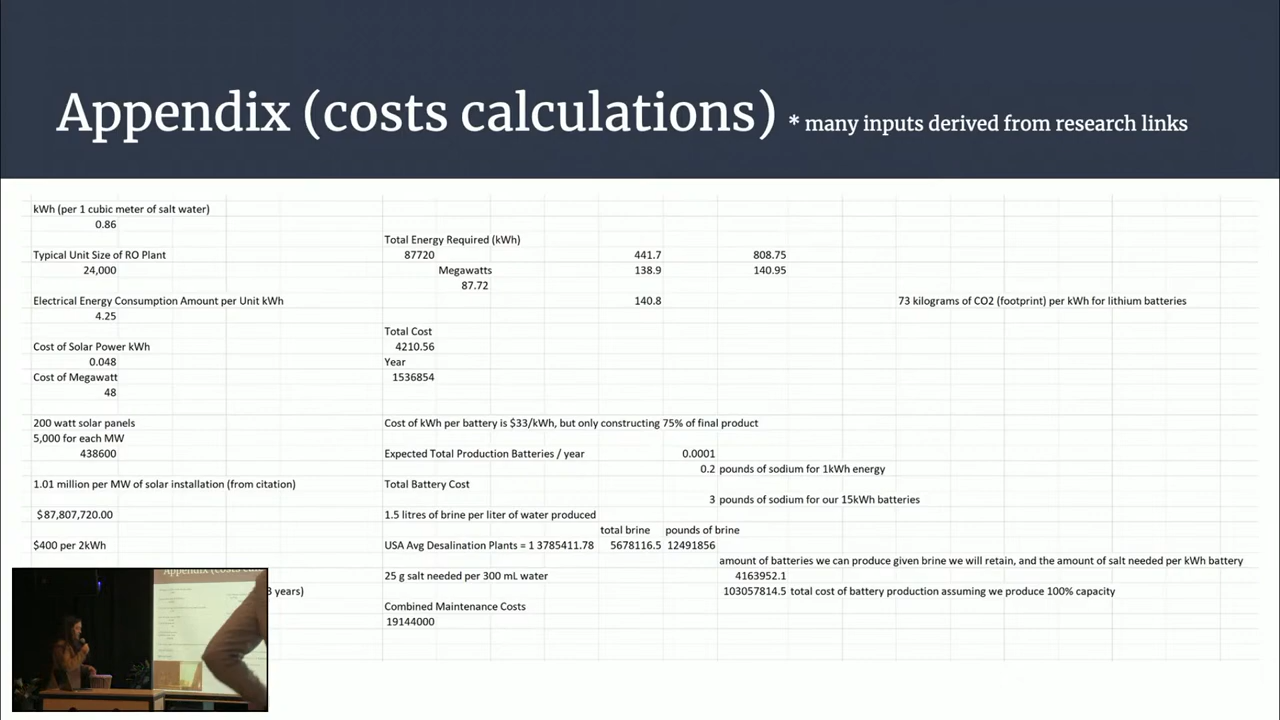 Appendix (costs calculations) * many inputs derived from research links
kWh (per 1 cubic meter of salt water)
0.86
Typical Unit Size of RO Plant
24,000
Electrical Energy Consumption Amount per Unit kWh
4.25
Cost of Solar Power kWh
0.048
Cost of Megawatt
48
200 watt solar panels
5,000 for each MW
438600
1.01 million per MW of solar installation (from citation)
$87,807,720.00
$400 per 2kWh
3 years)
Total Energy Required (kWh)
87720 441.7 808.75
Megawatts 138.9 140.95
87.72
140.8 73 kilograms of CO2 (footprint) per kWh for lithium batteries
Total Cost
4210.56
Year
1536854
Cost of kWh per battery is $33/kWh, but only constructing 75% of final product
Expected Total Production Batteries / year 0.0001
0.2 pounds of sodium for 1kWh energy
Total Battery Cost
3 pounds of sodium for our 15kWh batteries
1.5 litres of brine per liter of water produced
total brine pounds of brine
USA Avg Desalination Plants = 1 3785411.78 5678116.5 12491856
amount of batteries we can produce given brine we will retain, and the amount of salt needed per kWh battery
25 g salt needed per 300 mL water 4163952.1
103057814.5 total cost of battery production assuming we produce 100% capacity
Combined Maintenance Costs
19144000